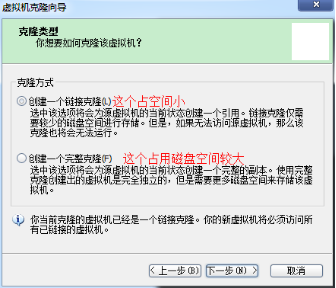 虚拟机克隆向导
克隆类型
你想要如何克隆该虚拟机?
克隆方式
创建一个链接克隆(L) 这个占空间小
选中该选项将会为源虚拟机的当前状态创建一个引用。链接克隆仅需
要较少的磁盘空间进行存储。但是,如果无法访问源虚拟机,那么该
克隆也将会无法运行。
创建一个完整克隆(F) 这个占用磁盘空间较大
选中该选项将会为源虚拟机的当前状态创建一个完整的副本。使用完
整克隆创建出的虚拟机是完全独立的,但是需要更多磁盘空间来存储该虚
拟机。
你当前克隆的虚拟机已经是一个链接克隆。你的新虚拟机将必须访问所
有已链接的虚拟机。
< 上一步(B) 下一步(N) > 取消